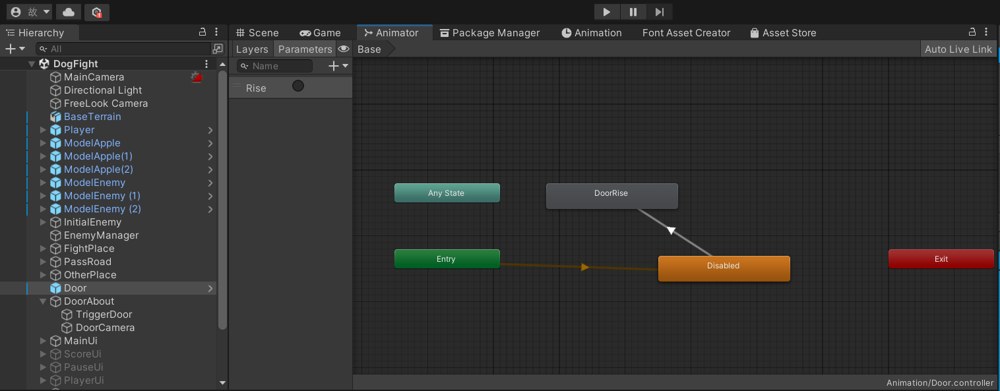 故
Hierarchy
Scene
Game
Animator
Package Manager
Animation
Font Asset Creator
Asset Store
All
Layers
Parameters
Base
Auto Live Link
Name
Rise
DogFight
MainCamera
Directional Light
FreeLook Camera
BaseTerrain
Player
ModelApple
ModelApple(1)
ModelApple(2)
ModelEnemy
ModelEnemy (1)
ModelEnemy (2)
InitialEnemy
EnemyManager
FightPlace
PassRoad
OtherPlace
Door
DoorAbout
TriggerDoor
DoorCamera
MainUi
ScoreUi
PauseUi
PlayerUi
Any State
DoorRise
Entry
Disabled
Exit
Animation/Door.controller